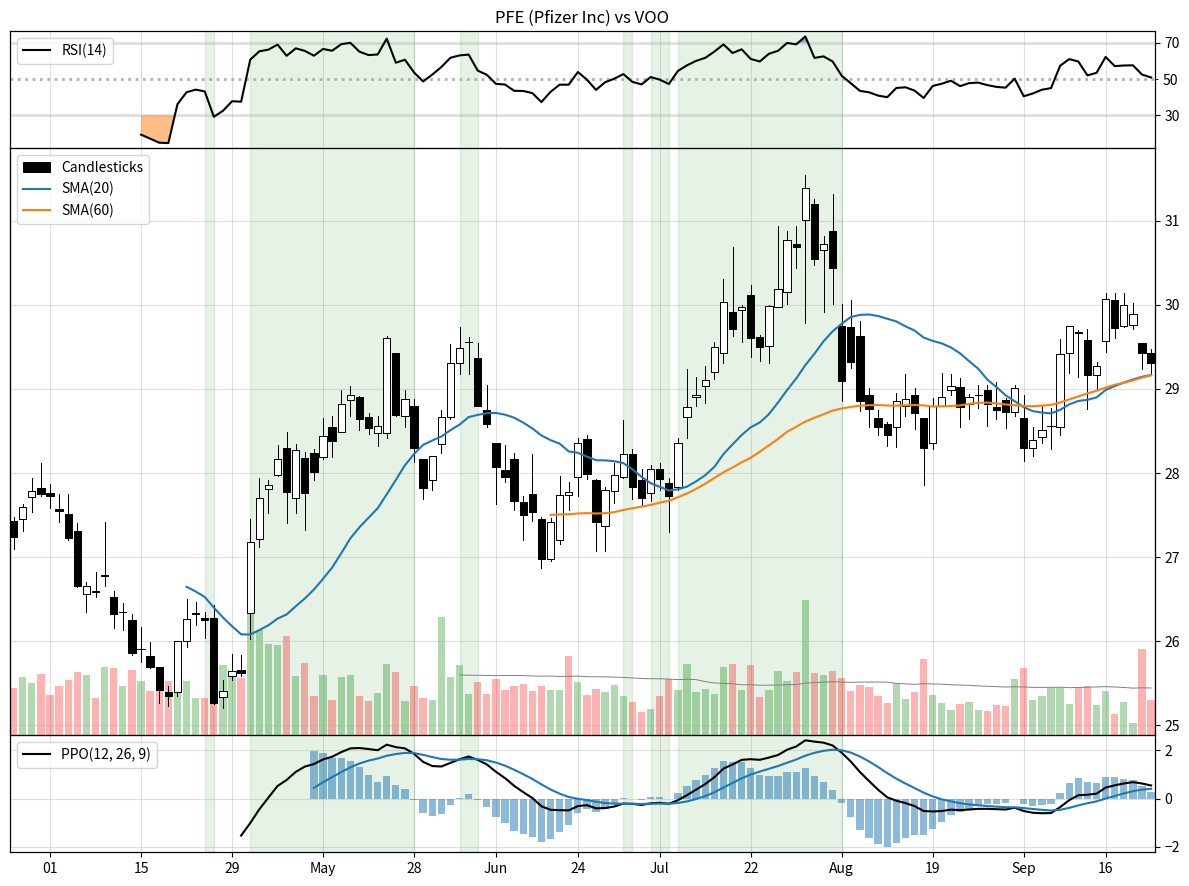 PFE (Pfizer Inc) vs VOO
RSI(14)
70
50
30
Candlesticks
SMA(20)
SMA(60)
31
30
29
28
27
26
25
PPO(12, 26, 9)
2
0
−2
01 15 29 May 28 Jun 24 Jul 22 Aug 19 Sep 16